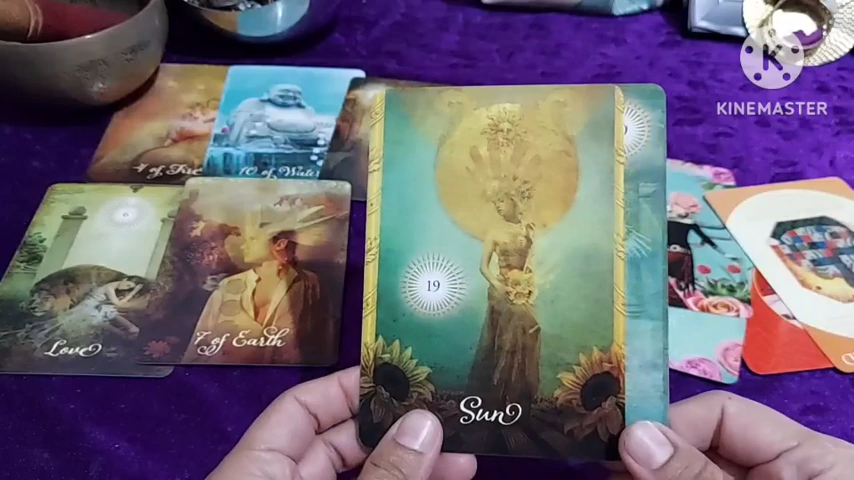 K
KINEMASTER
10 of Water
19
Love
7 of Earth
Sun